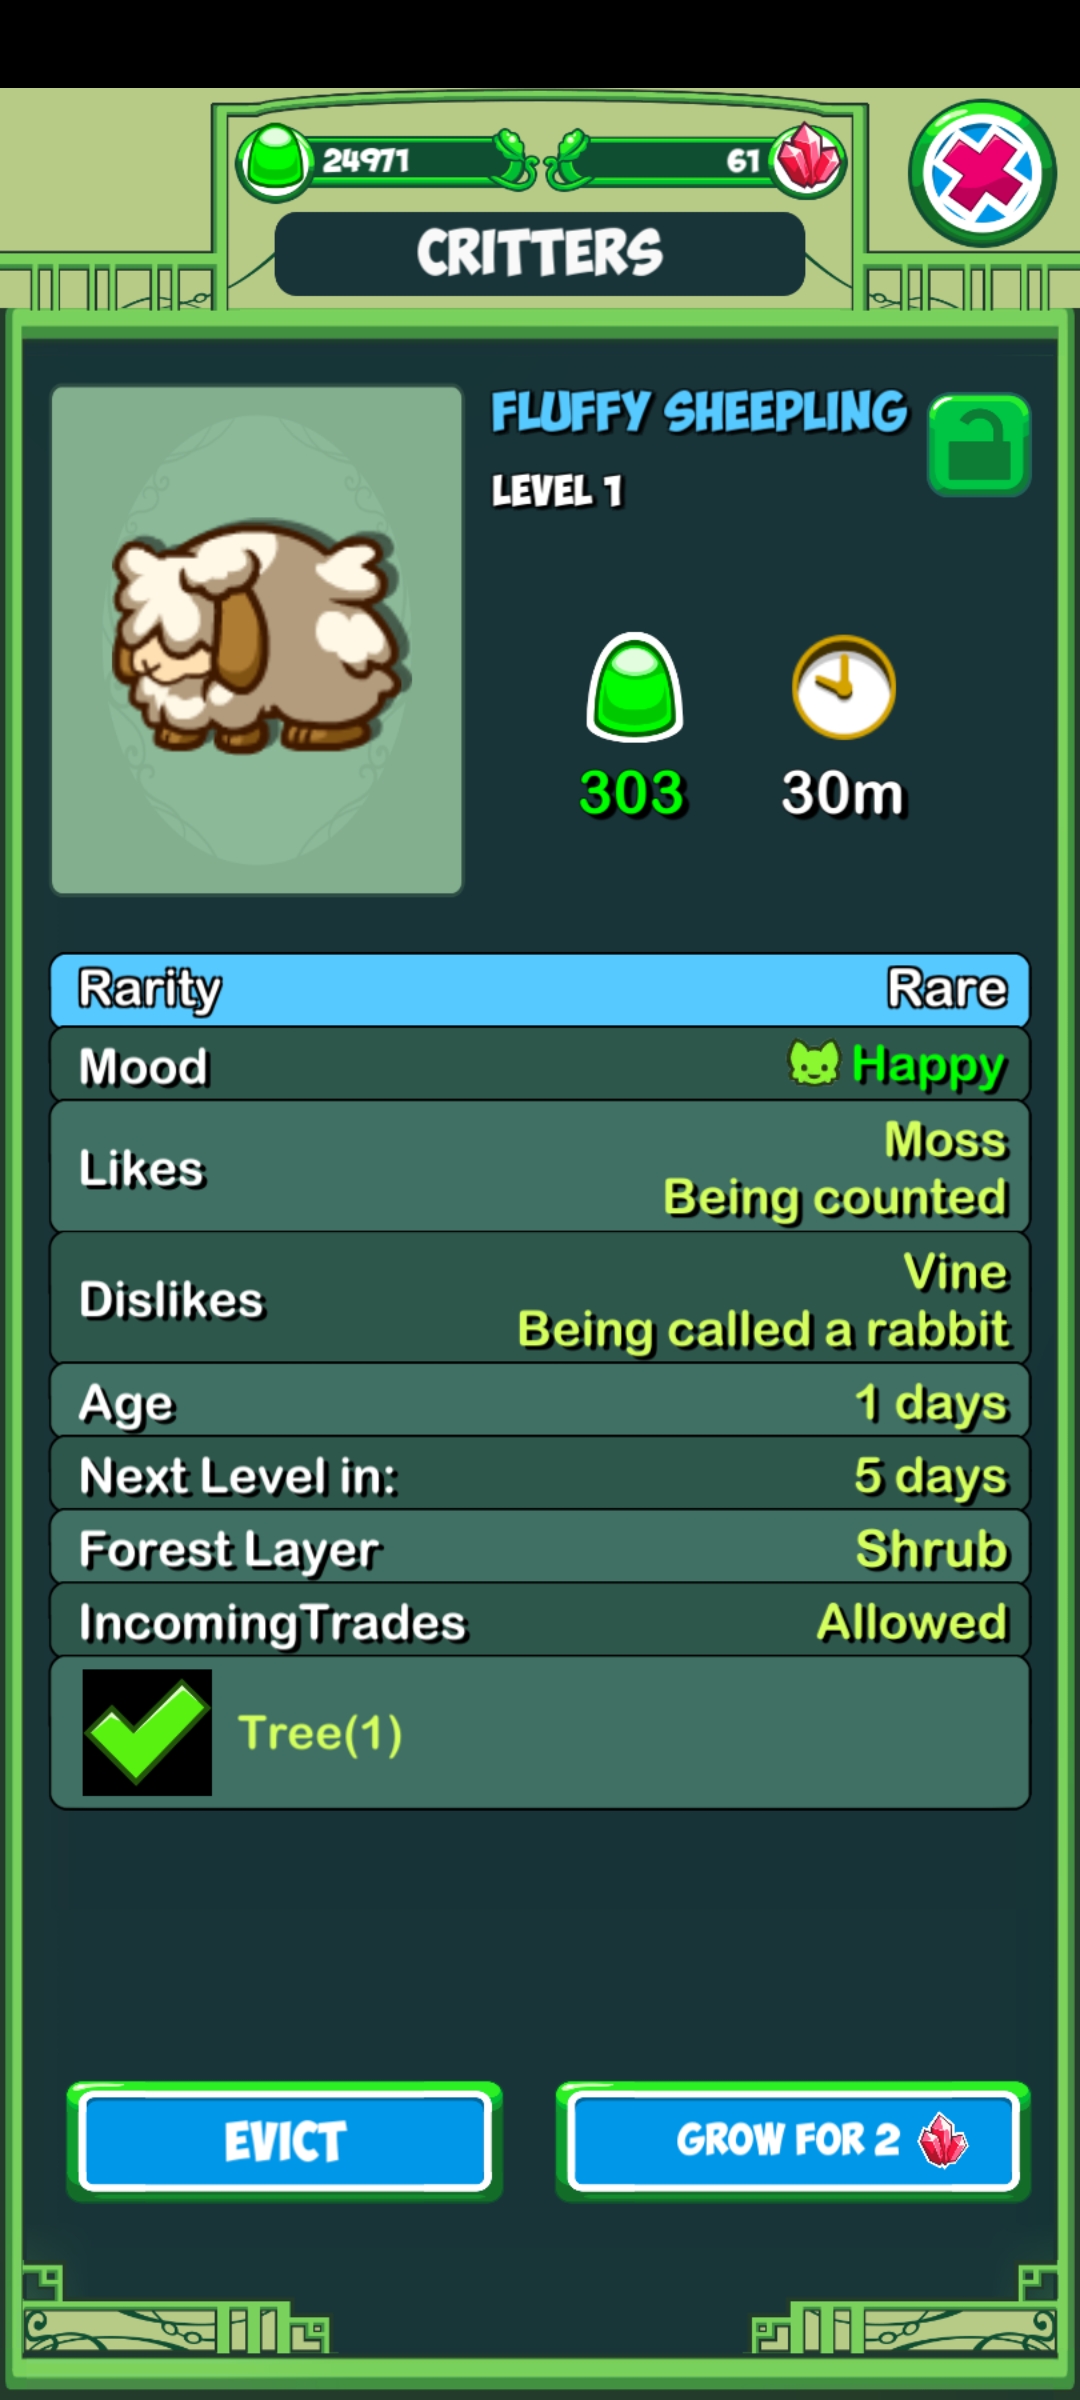 24971
61
CRITTERS
FLUFFY SHEEPLING
LEVEL 1
303
30m
Rarity Rare
Mood Happy
Likes Moss
Being counted
Dislikes Vine
Being called a rabbit
Age 1 days
Next Level in: 5 days
Forest Layer Shrub
IncomingTrades Allowed
Tree(1)
EVICT
GROW FOR 2